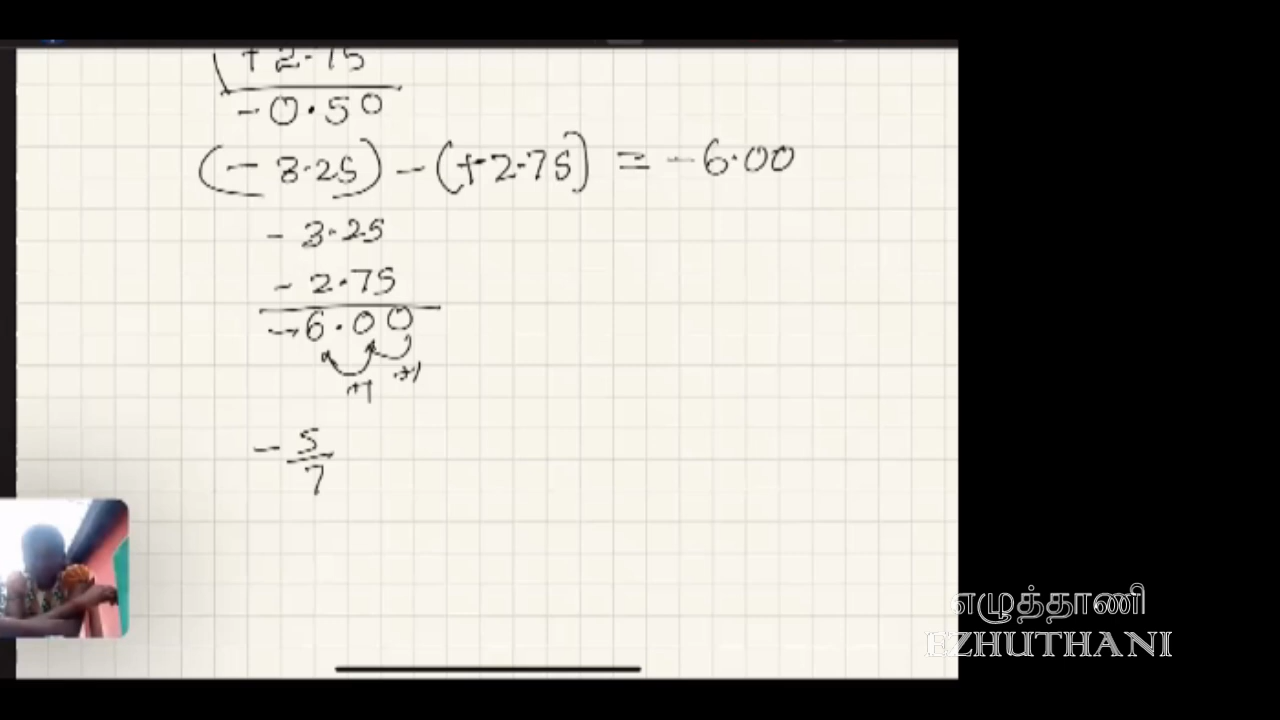 + 2.75
- 0.50
(- 3.25) - (+2.75) = - 6.00
- 3.25
- 2.75
- 6.00
+1 +1
- 5/7
எழுத்தாணி
EZHUTHANI